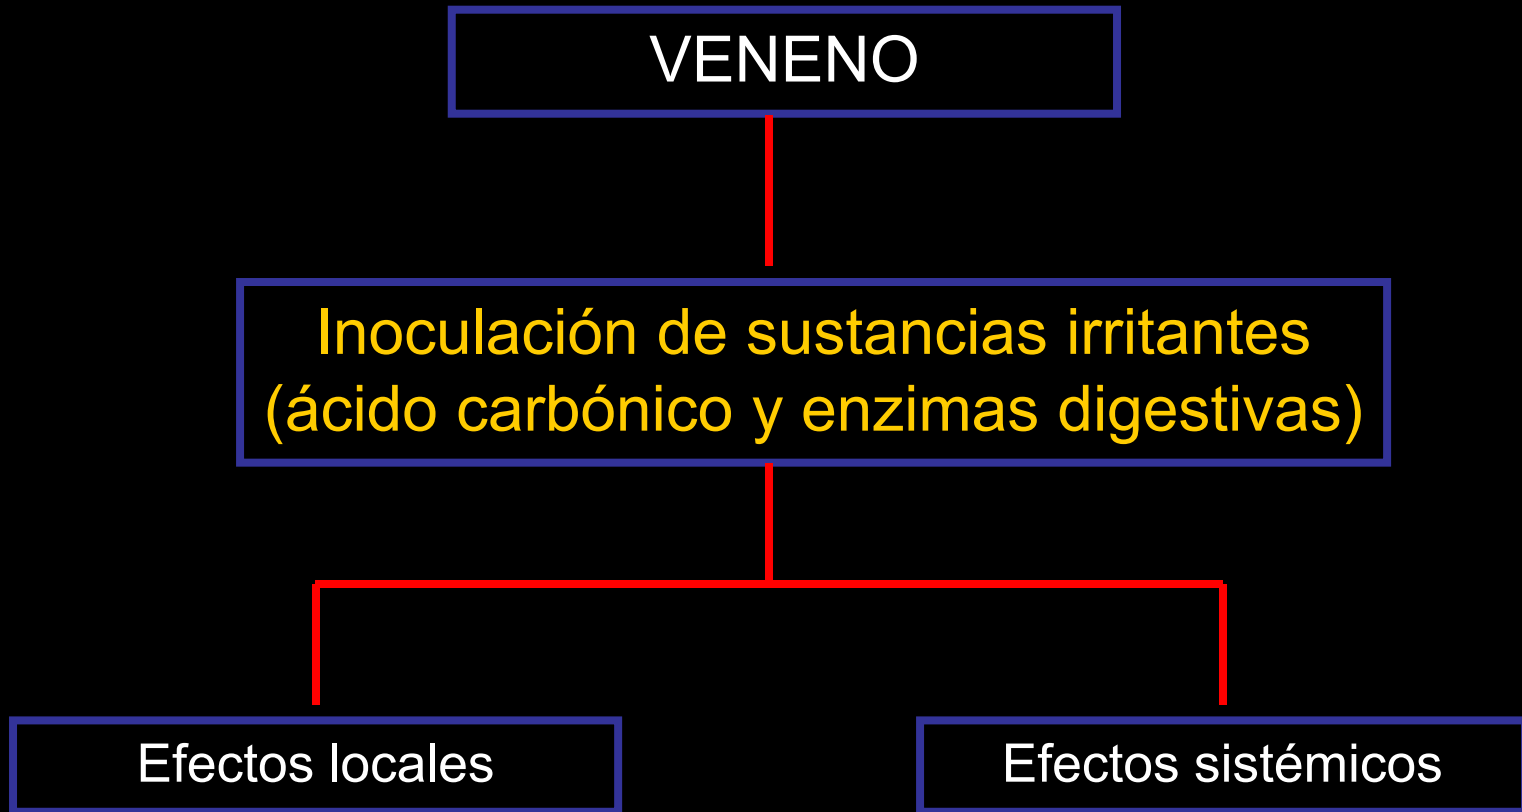 VENENO
Inoculación de sustancias irritantes
(ácido carbónico y enzimas digestivas)
Efectos locales
Efectos sistémicos